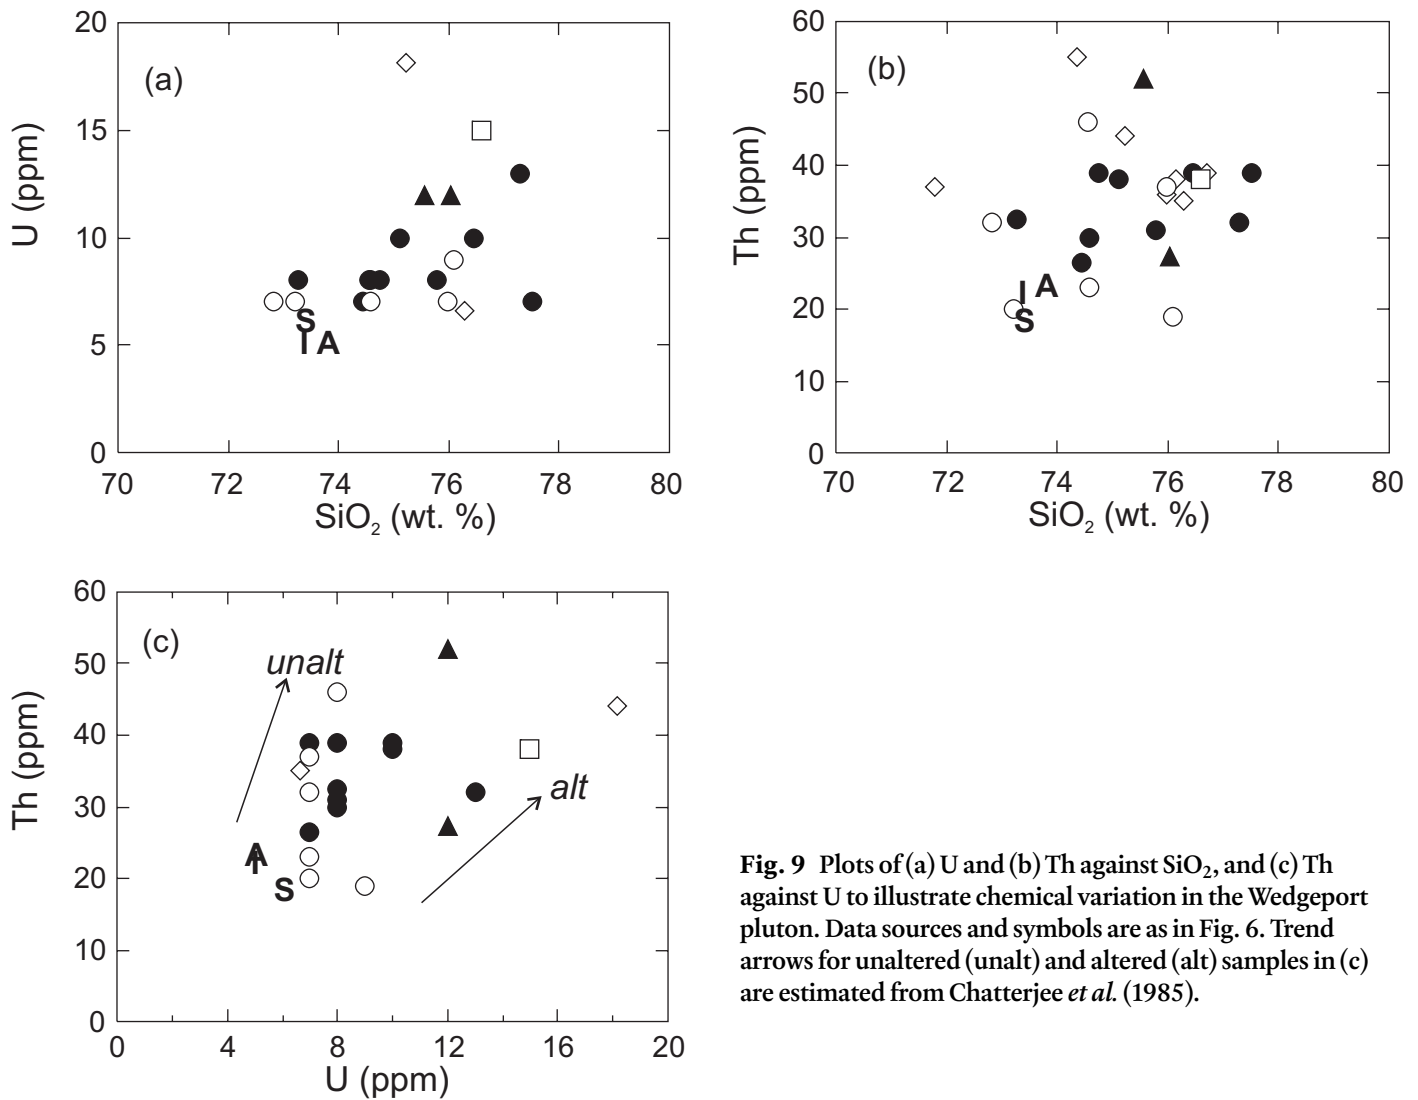 20
15
10
5
0
U (ppm)
(a)
S
I A
70 72 74 76 78 80
SiO₂ (wt. %)
60
50
40
30
20
10
0
Th (ppm)
(b)
I A
S
70 72 74 76 78 80
SiO₂ (wt. %)
60
50
40
30
20
10
0
Th (ppm)
(c)
unalt
alt
A
I
S
0 4 8 12 16 20
U (ppm)
Fig. 9 Plots of (a) U and (b) Th against SiO₂, and (c) Th
against U to illustrate chemical variation in the Wedgeport
pluton. Data sources and symbols are as in Fig. 6. Trend
arrows for unaltered (unalt) and altered (alt) samples in (c)
are estimated from Chatterjee et al. (1985).